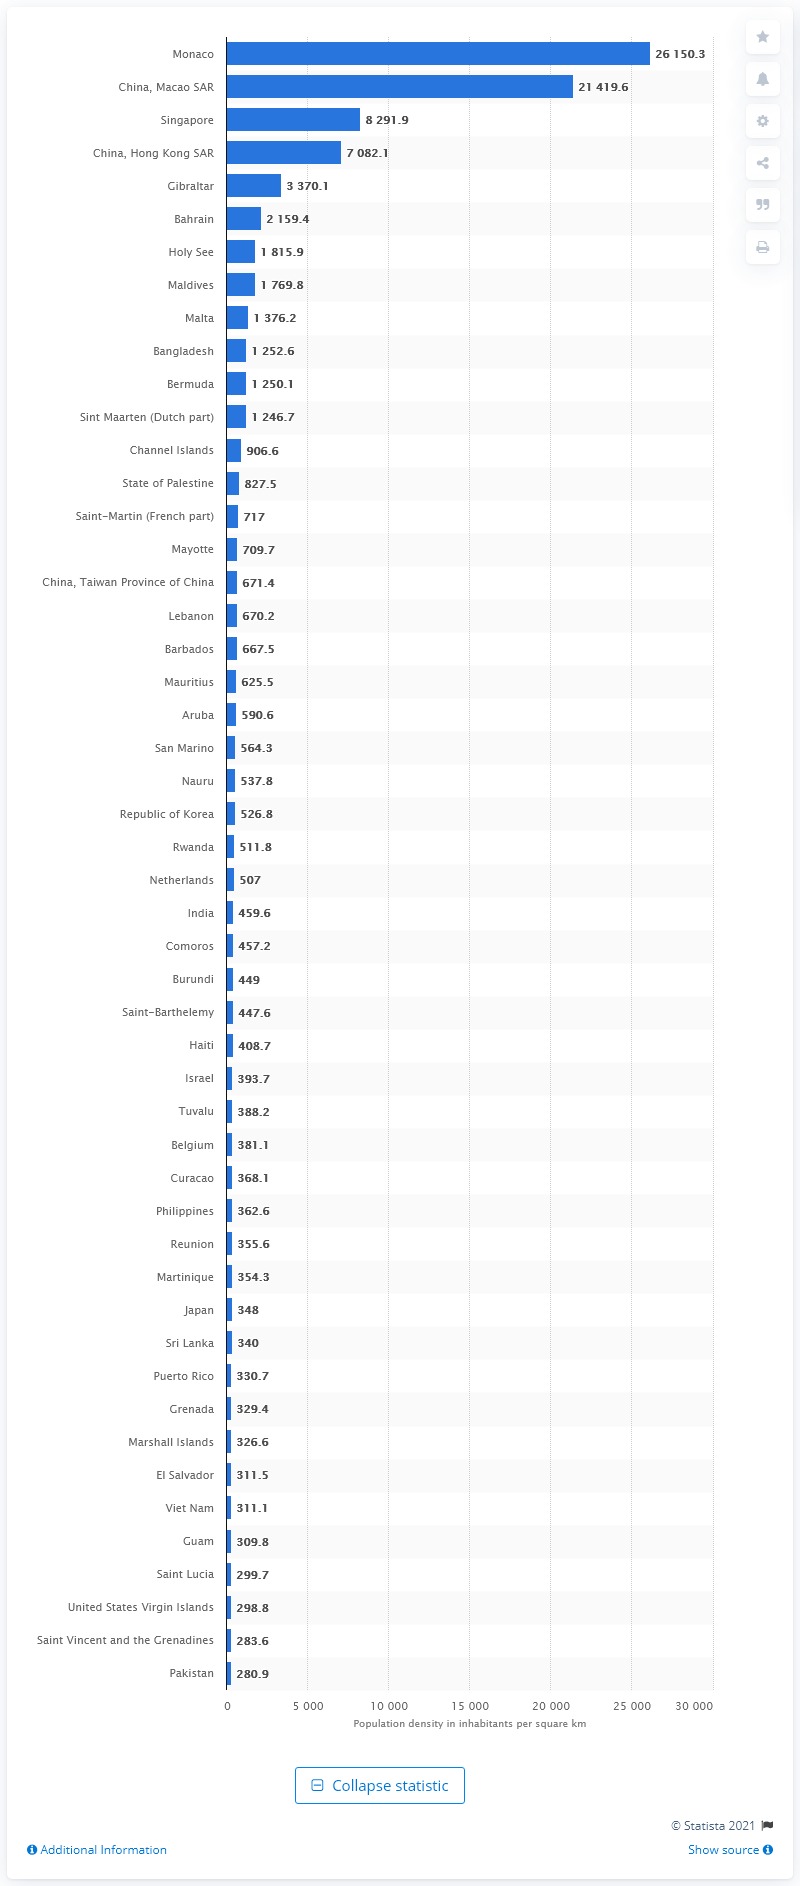 Monaco 26 150.3
China, Macao SAR 21 419.6
Singapore 8 291.9
China, Hong Kong SAR 7 082.1
Gibraltar 3 370.1
Bahrain 2 159.4
Holy See 1 815.9
Maldives 1 769.8
Malta 1 376.2
Bangladesh 1 252.6
Bermuda 1 250.1
Sint Maarten (Dutch part) 1 246.7
Channel Islands 906.6
State of Palestine 827.5
Saint-Martin (French part) 717
Mayotte 709.7
China, Taiwan Province of China 671.4
Lebanon 670.2
Barbados 667.5
Mauritius 625.5
Aruba 590.6
San Marino 564.3
Nauru 537.8
Republic of Korea 526.8
Rwanda 511.8
Netherlands 507
India 459.6
Comoros 457.2
Burundi 449
Saint-Barthelemy 447.6
Haiti 408.7
Israel 393.7
Tuvalu 388.2
Belgium 381.1
Curacao 368.1
Philippines 362.6
Reunion 355.6
Martinique 354.3
Japan 348
Sri Lanka 340
Puerto Rico 330.7
Grenada 329.4
Marshall Islands 326.6
El Salvador 311.5
Viet Nam 311.1
Guam 309.8
Saint Lucia 299.7
United States Virgin Islands 298.8
Saint Vincent and the Grenadines 283.6
Pakistan 280.9
0 5 000 10 000 15 000 20 000 25 000 30 000
Population density in inhabitants per square km
Collapse statistic
© Statista 2021
Additional Information Show source